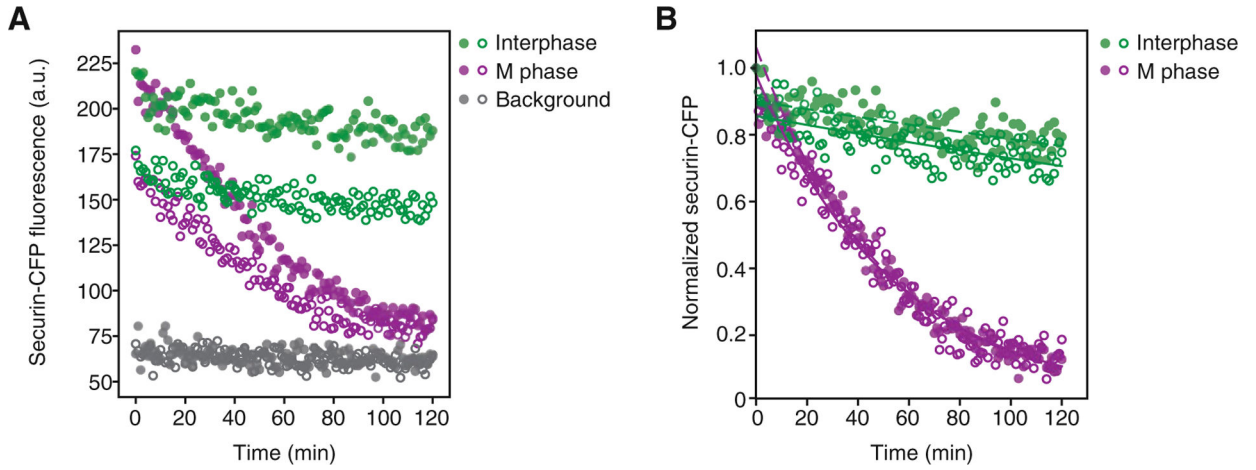 A
Securin-CFP fluorescence (a.u.)
225
200
175
150
125
100
75
50
0 20 40 60 80 100 120
Time (min)
Interphase
M phase
Background
B
Normalized securin-CFP
1.0
0.8
0.6
0.4
0.2
0
0 20 40 60 80 100 120
Time (min)
Interphase
M phase